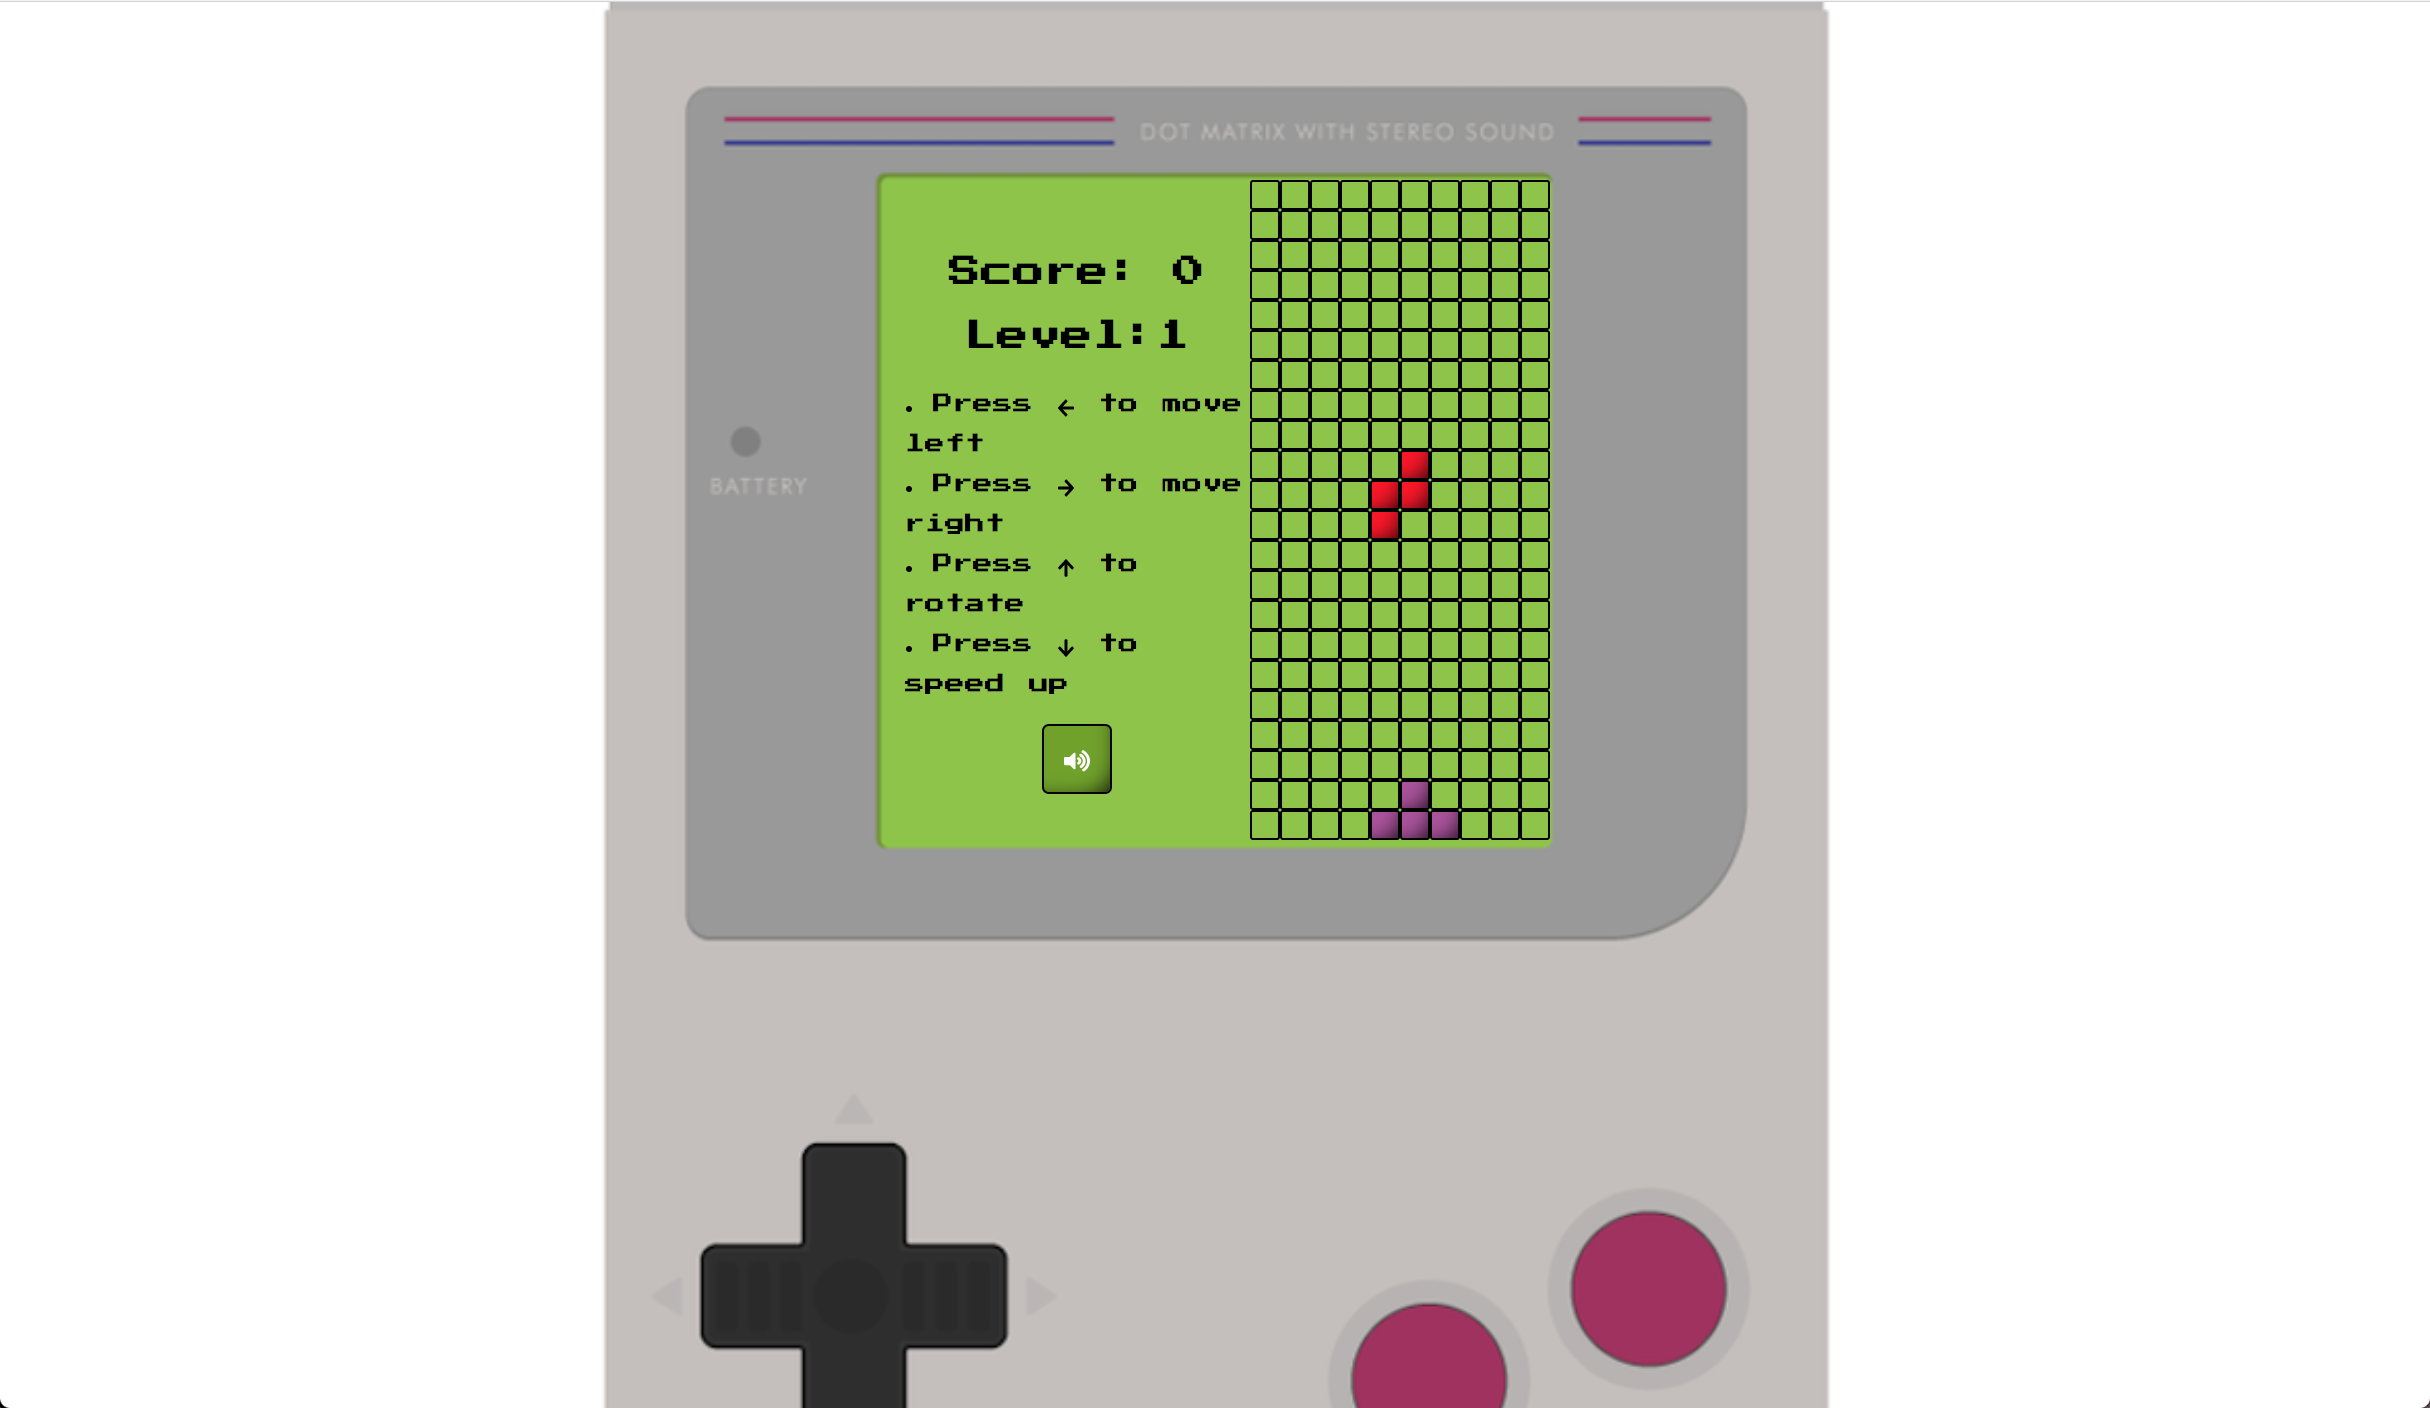 DOT MATRIX WITH STEREO SOUND
Score: 0
Level:1
. Press ← to move
left
. Press → to move
right
BATTERY
. Press ↑ to
rotate
. Press ↓ to
speed up